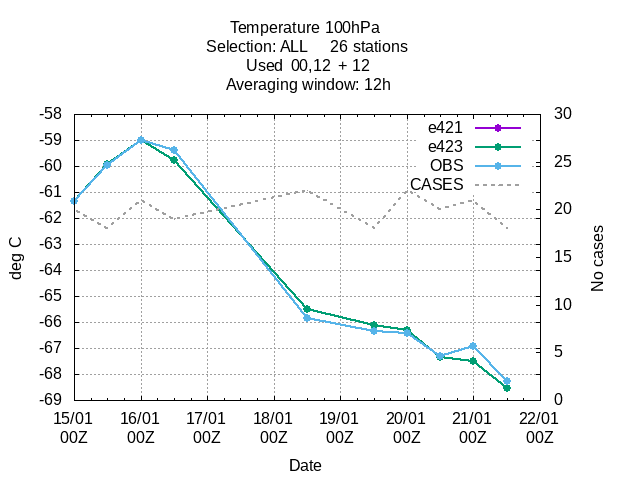 Temperature 100hPa
Selection: ALL     26 stations
Used  00,12  + 12
Averaging window: 12h
-58
-59
-60
-61
-62
-63
-64
-65
-66
-67
-68
-69
deg C
30
25
20
15
10
5
0
No cases
e421
e423
OBS
CASES
15/01 16/01 17/01 18/01 19/01 20/01 21/01 22/01
00Z 00Z 00Z 00Z 00Z 00Z 00Z 00Z
Date